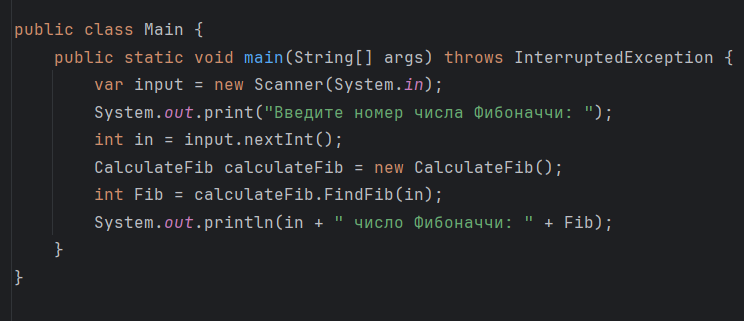 public class Main {
public static void main(String[] args) throws InterruptedException {
var input = new Scanner(System.in);
System.out.print("Введите номер числа Фибоначчи: ");
int in = input.nextInt();
CalculateFib calculateFib = new CalculateFib();
int Fib = calculateFib.FindFib(in);
System.out.println(in + " число Фибоначчи: " + Fib);
}
}